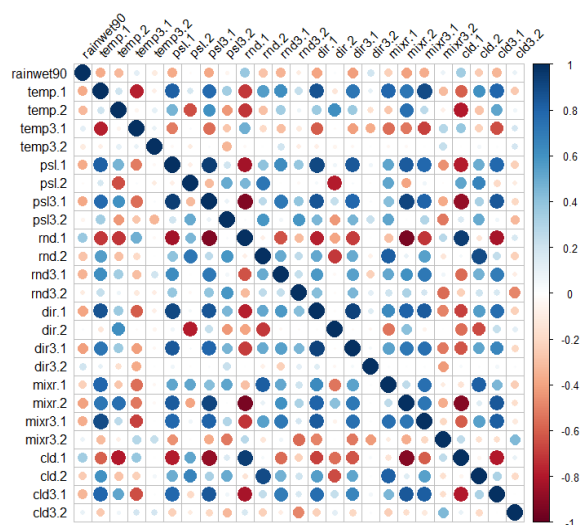 rainwet90 temp.1 temp.2 temp3.1 temp3.2 psl.1 psl.2 psl3.1 psl3.2 rnd.1 rnd.2 rnd3.1 rnd3.2 dir.1 dir.2 dir3.1 dir3.2 mixr.1 mixr.2 mixr3.1 mixr3.2 cld.1 cld.2 cld3.1 cld3.2
rainwet90
temp.1
temp.2
temp3.1
temp3.2
psl.1
psl.2
psl3.1
psl3.2
rnd.1
rnd.2
rnd3.1
rnd3.2
dir.1
dir.2
dir3.1
dir3.2
mixr.1
mixr.2
mixr3.1
mixr3.2
cld.1
cld.2
cld3.1
cld3.2
1
0.8
0.6
0.4
0.2
0
-0.2
-0.4
-0.6
-0.8
-1